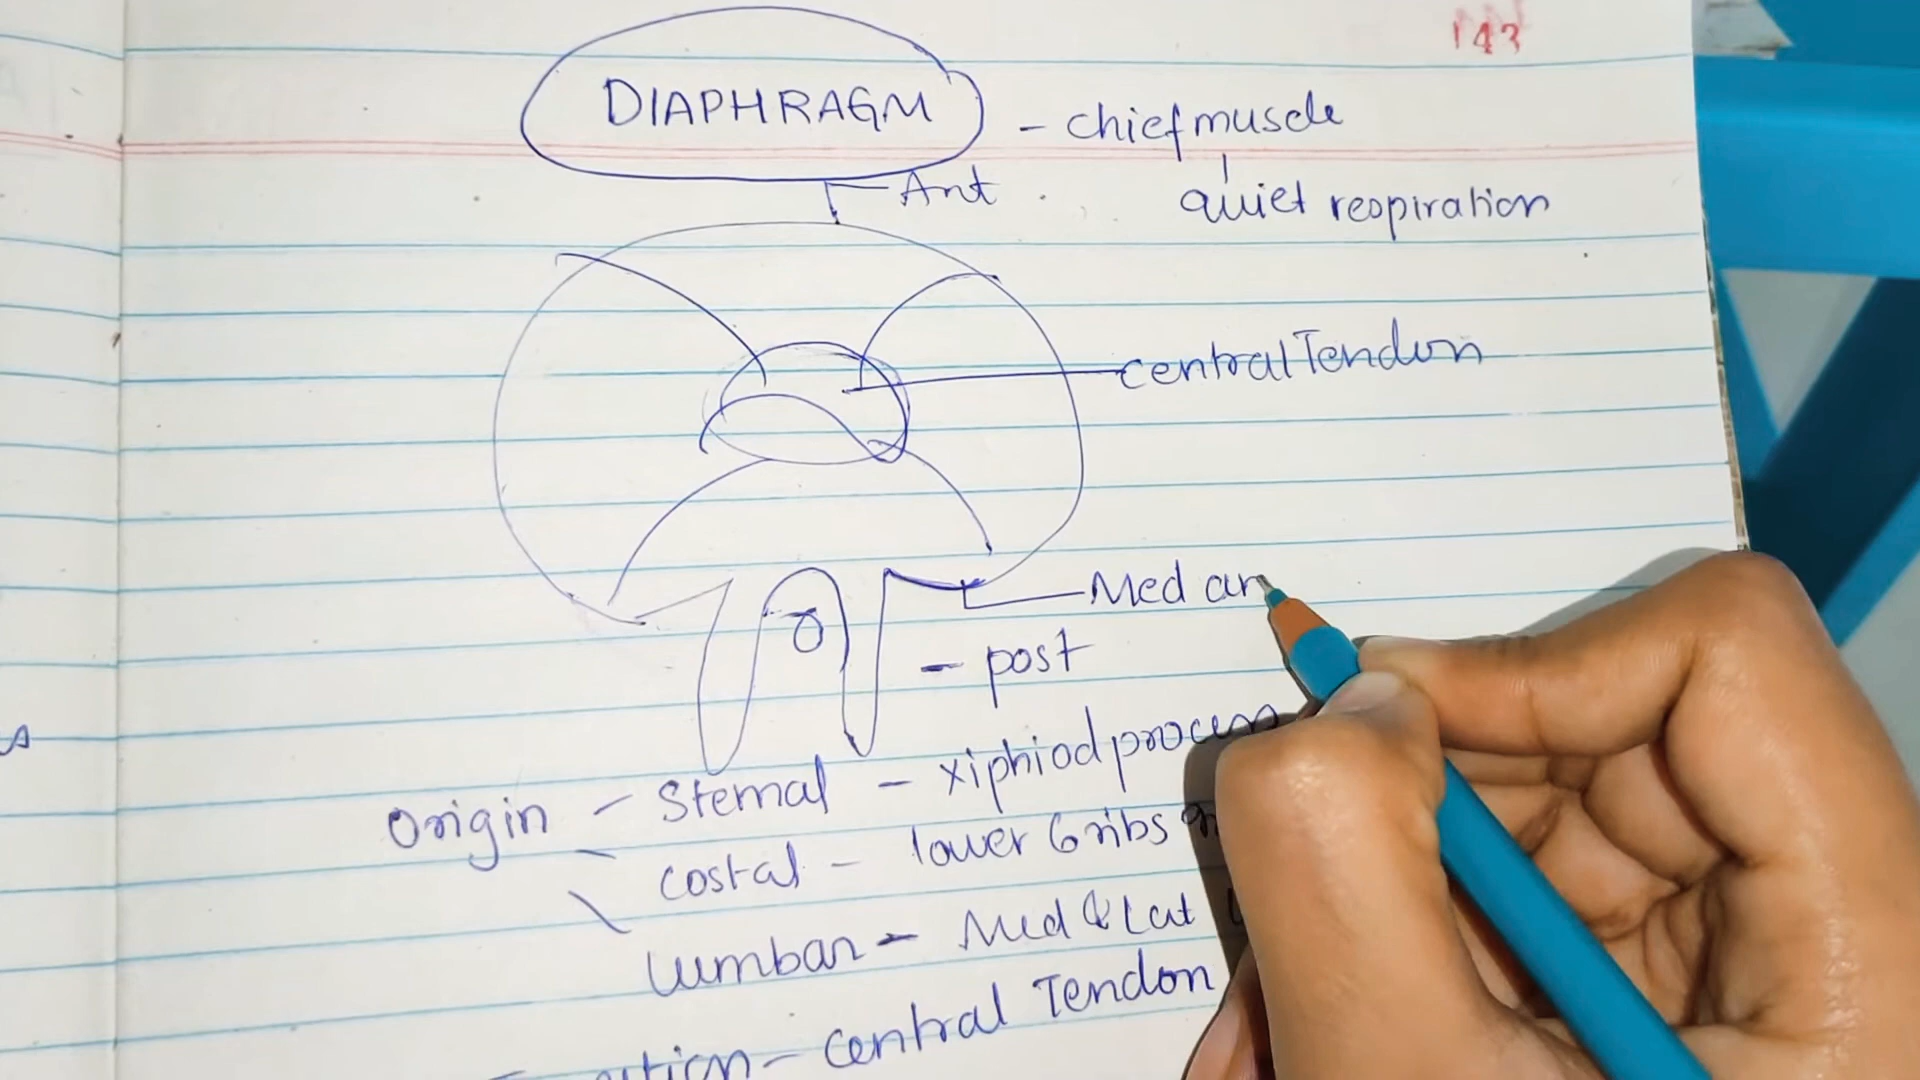 143
DIAPHRAGM - chief muscle
Ant
quiet respiration
central Tendon
Med ar
- post
Origin - Sternal - xiphiod process
costal - lower 6 ribs
Lumbar - Med & Lat
central Tendon